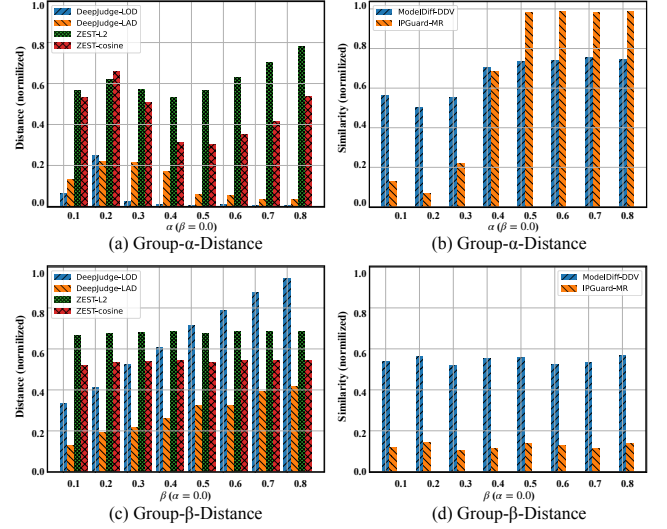 DeepJudge-LOD
DeepJudge-LAD
ZEST-L2
ZEST-cosine
Distance (normilized)
1.0
0.8
0.6
0.4
0.2
0.0
0.1 0.2 0.3 0.4 0.5 0.6 0.7 0.8
α (β = 0.0)
(a) Group-α-Distance
ModelDiff-DDV
IPGuard-MR
Similarity (normilized)
1.0
0.8
0.6
0.4
0.2
0.0
0.1 0.2 0.3 0.4 0.5 0.6 0.7 0.8
α (β = 0.0)
(b) Group-α-Distance
DeepJudge-LOD
DeepJudge-LAD
ZEST-L2
ZEST-cosine
Distance (normilized)
1.0
0.8
0.6
0.4
0.2
0.0
0.1 0.2 0.3 0.4 0.5 0.6 0.7 0.8
β (α = 0.0)
(c) Group-β-Distance
ModelDiff-DDV
IPGuard-MR
Similarity (normilized)
1.0
0.8
0.6
0.4
0.2
0.0
0.1 0.2 0.3 0.4 0.5 0.6 0.7 0.8
β (α = 0.0)
(d) Group-β-Distance